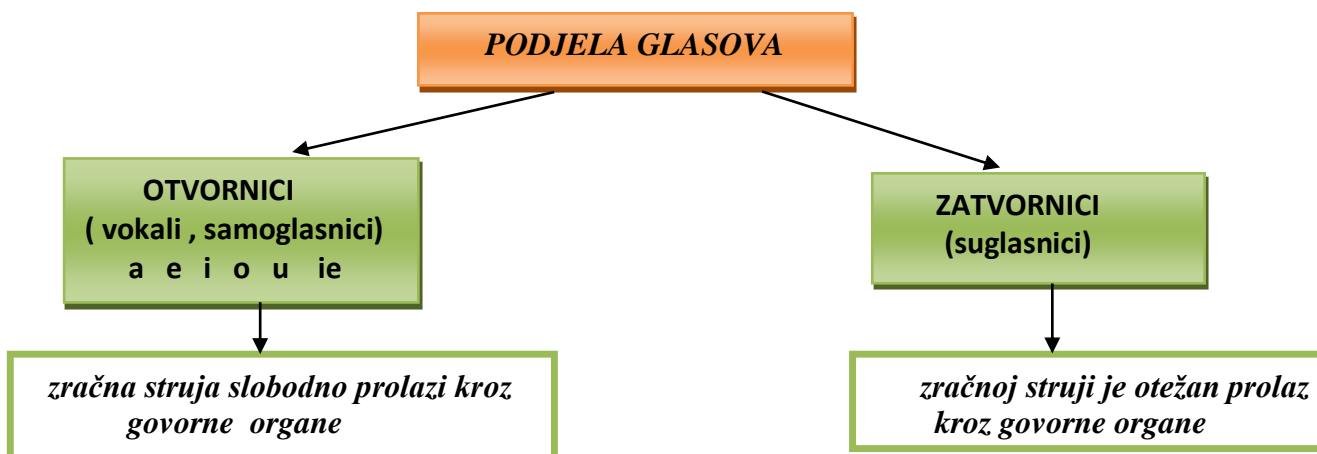 PODJELA GLASOVA
OTVORNICI
( vokali , samoglasnici)
a e i o u ie
ZATVORNICI
(suglasnici)
zračna struja slobodno prolazi kroz
govorne organe
zračnoj struji je otežan prolaz
kroz govorne organe